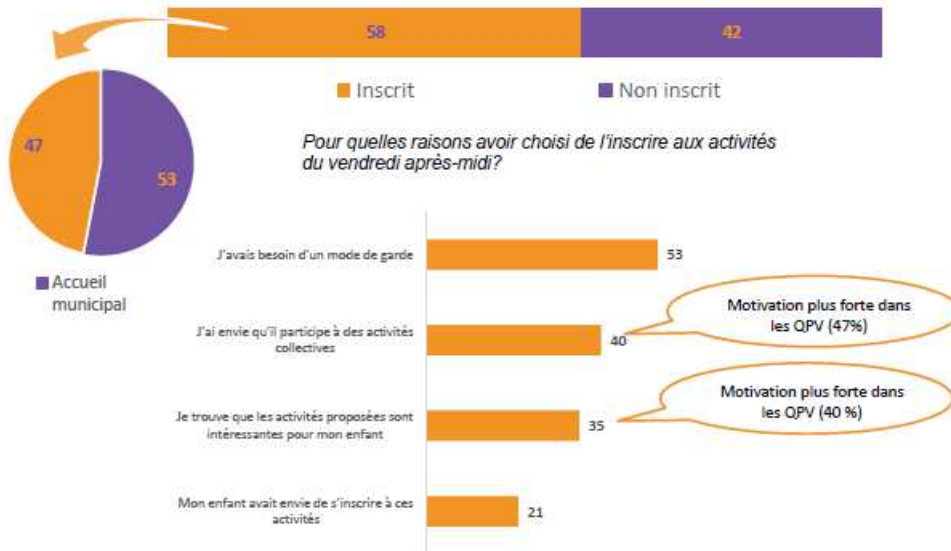 58
42
Inscrit
Non inscrit
47
53
Accueil
municipal
Pour quelles raisons avoir choisi de l'inscrire aux activités
du vendredi après-midi?
J'avais besoin d'un mode de garde
53
J'ai envie qu'il participe à des activités
collectives
40
Motivation plus forte dans
les QPV (47%)
Je trouve que les activités proposées sont
intéressantes pour mon enfant
35
Motivation plus forte dans
les QPV (40 %)
Mon enfant avait envie de s'inscrire à ces
activités
21